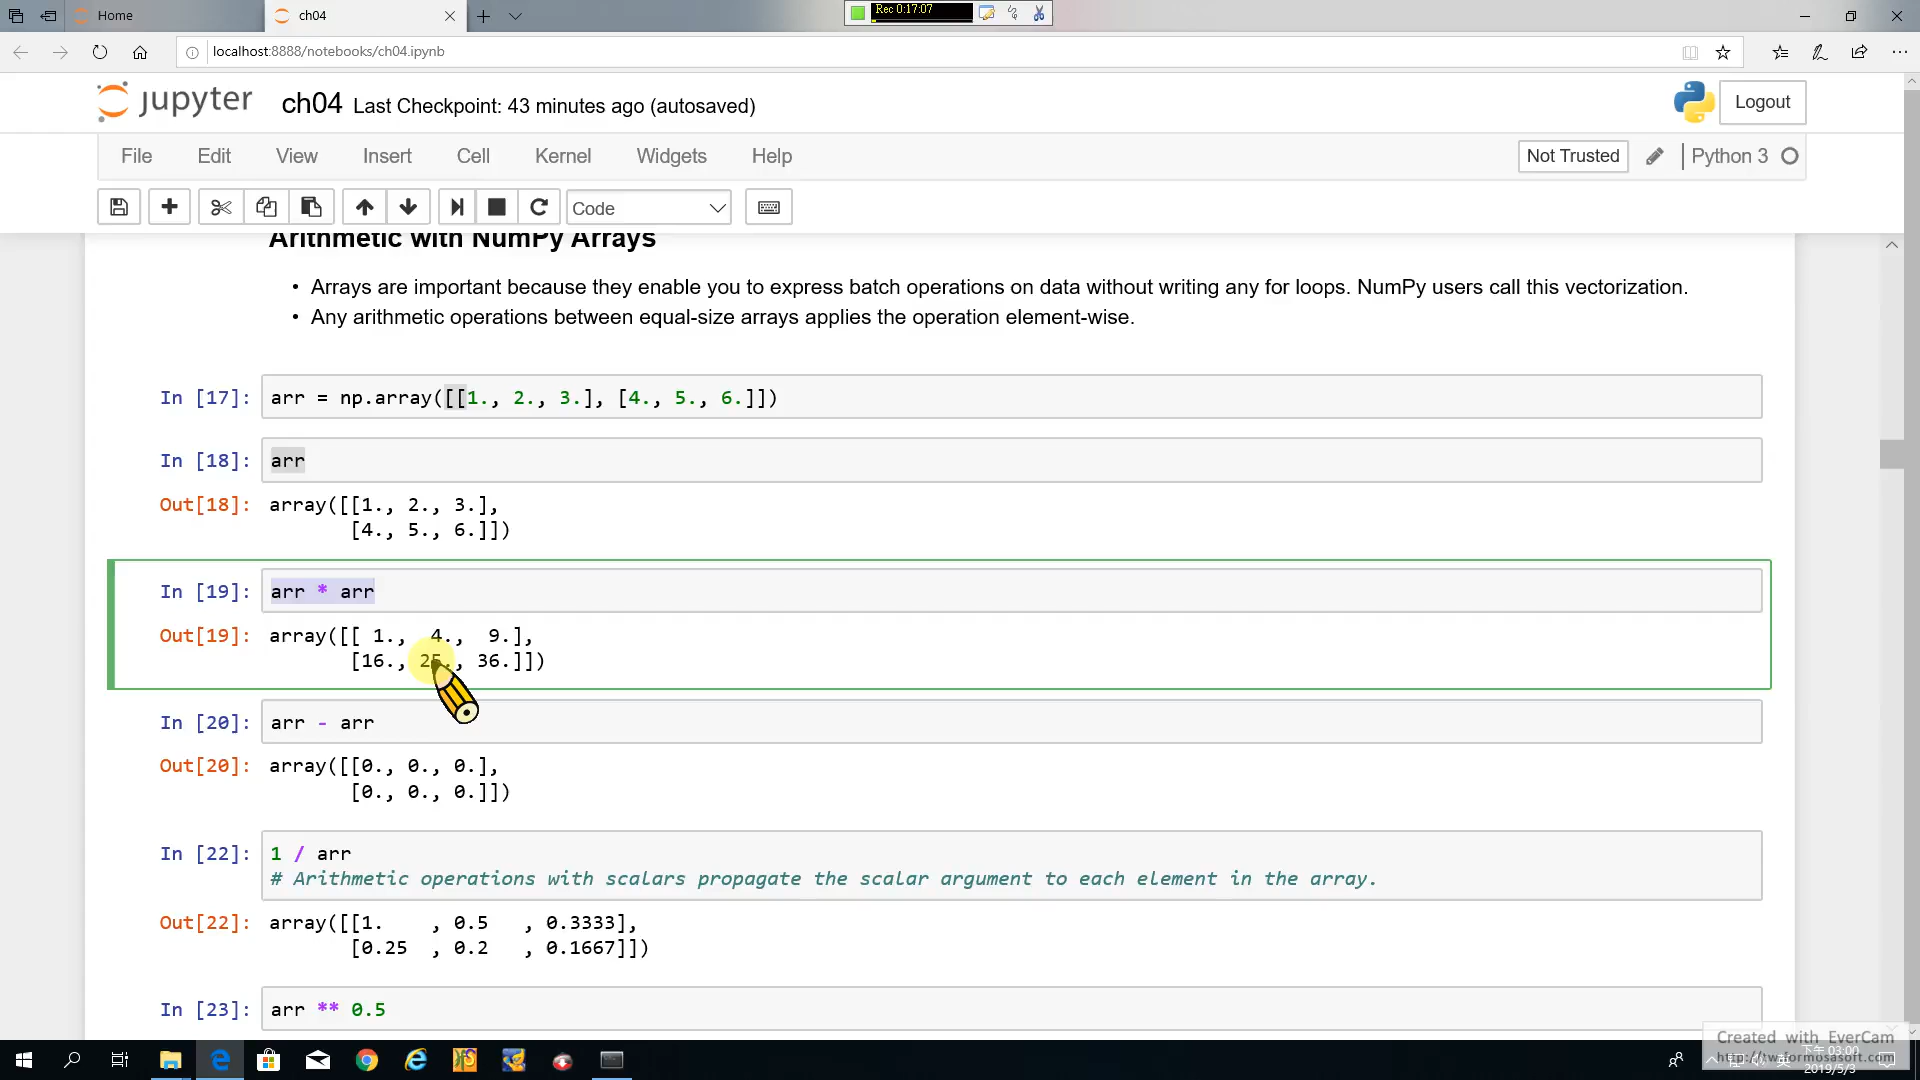 Home
ch04
Rec 0:17:07
localhost:8888/notebooks/ch04.ipynb
jupyter ch04 Last Checkpoint: 43 minutes ago (autosaved)
Logout
File Edit View Insert Cell Kernel Widgets Help
Not Trusted
Python 3
Code
Arithmetic with NumPy Arrays
• Arrays are important because they enable you to express batch operations on data without writing any for loops. NumPy users call this vectorization.
• Any arithmetic operations between equal-size arrays applies the operation element-wise.
In [17]: arr = np.array([[1., 2., 3.], [4., 5., 6.]])
In [18]: arr
Out[18]: array([[1., 2., 3.],
[4., 5., 6.]])
In [19]: arr * arr
Out[19]: array([[ 1., 4., 9.],
[16., 25., 36.]])
In [20]: arr - arr
Out[20]: array([[0., 0., 0.],
[0., 0., 0.]])
In [22]: 1 / arr
# Arithmetic operations with scalars propagate the scalar argument to each element in the array.
Out[22]: array([[1. , 0.5 , 0.3333],
[0.25 , 0.2 , 0.1667]])
In [23]: arr ** 0.5
Created with EverCam
下午 03:00
2019/5/3